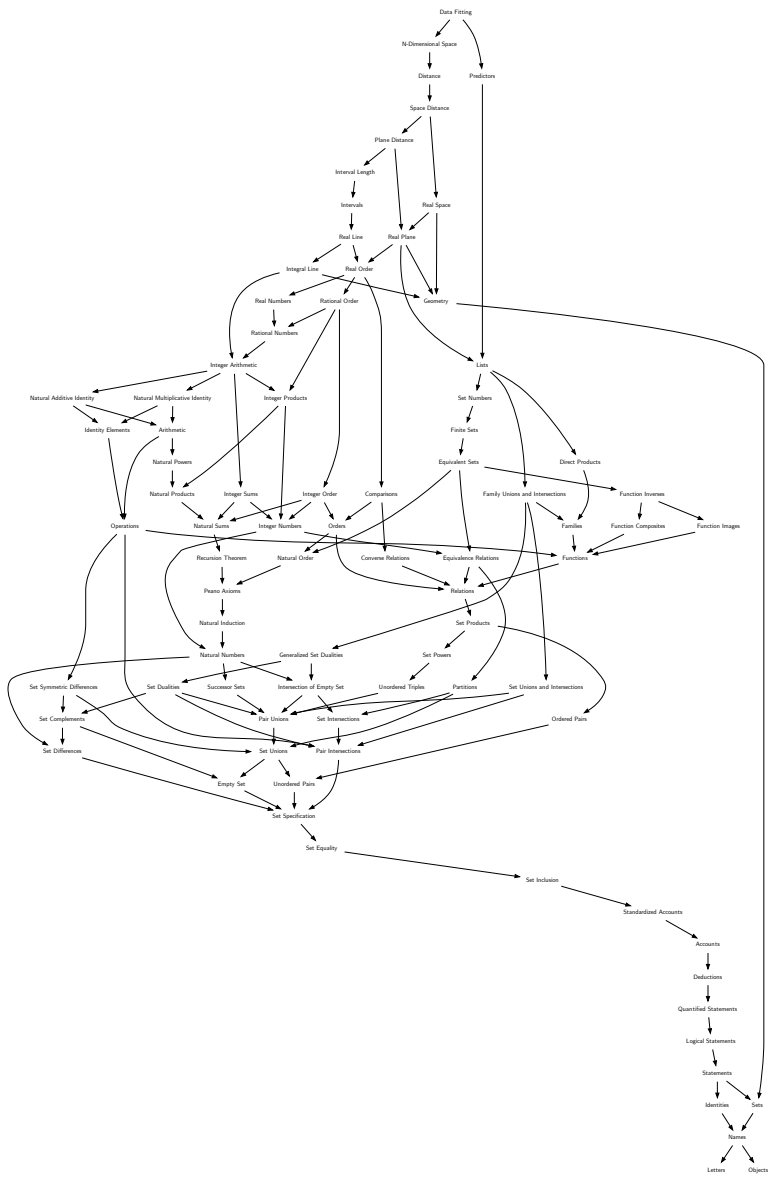 Data Fitting
N-Dimensional Space
Distance Predictors
Space Distance
Plane Distance
Interval Length
Intervals Real Space
Real Line Real Plane
Integral Line Real Order
Real Numbers Rational Order Geometry
Rational Numbers
Integer Arithmetic Lists
Natural Additive Identity Natural Multiplicative Identity Integer Products Set Numbers
Identity Elements Arithmetic Finite Sets
Natural Powers Equivalent Sets Direct Products
Natural Products Integer Sums Integer Order Comparisons Family Unions and Intersections Function Inverses
Operations Natural Sums Integer Numbers Orders Families Function Composites Function Images
Recursion Theorem Natural Order Converse Relations Equivalence Relations Functions
Peano Axioms Relations
Natural Induction Set Products
Natural Numbers Generalized Set Dualities Set Powers
Set Symmetric Differences Set Dualities Successor Sets Intersection of Empty Set Unordered Triples Partitions Set Unions and Intersections
Set Complements Pair Unions Set Intersections Ordered Pairs
Set Differences Set Unions Pair Intersections
Empty Set Unordered Pairs
Set Specification
Set Equality
Set Inclusion
Standardized Accounts
Accounts
Deductions
Quantified Statements
Logical Statements
Statements
Identities Sets
Names
Letters Objects